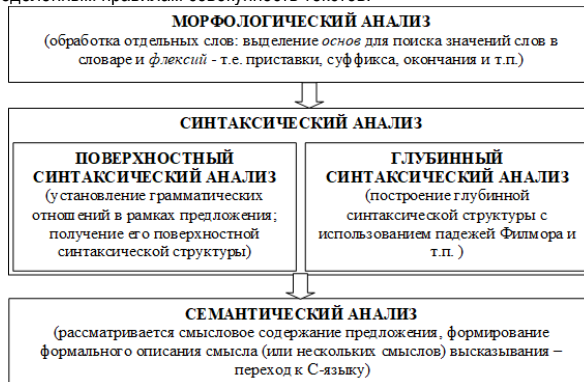 правилам совокупность текстов.
МОРФОЛОГИЧЕСКИЙ АНАЛИЗ
(обработка отдельных слов: выделение основ для поиска значений слов в
словаре и флексий - т.е. приставки, суффикса, окончания и т.п.)
СИНТАКСИЧЕСКИЙ АНАЛИЗ
ПОВЕРХНОСТНЫЙ
СИНТАКСИЧЕСКИЙ АНАЛИЗ
(установление грамматических
отношений в рамках предложения;
получение его поверхностной
синтаксической структуры)
ГЛУБИННЫЙ
СИНТАКСИЧЕСКИЙ АНАЛИЗ
(построение глубинной
синтаксической структуры с
использованием падежей Филмора и
т.п. )
СЕМАНТИЧЕСКИЙ АНАЛИЗ
(рассматривается смысловое содержание предложения, формирование
формального описания смысла (или нескольких смыслов) высказывания –
переход к С-языку)